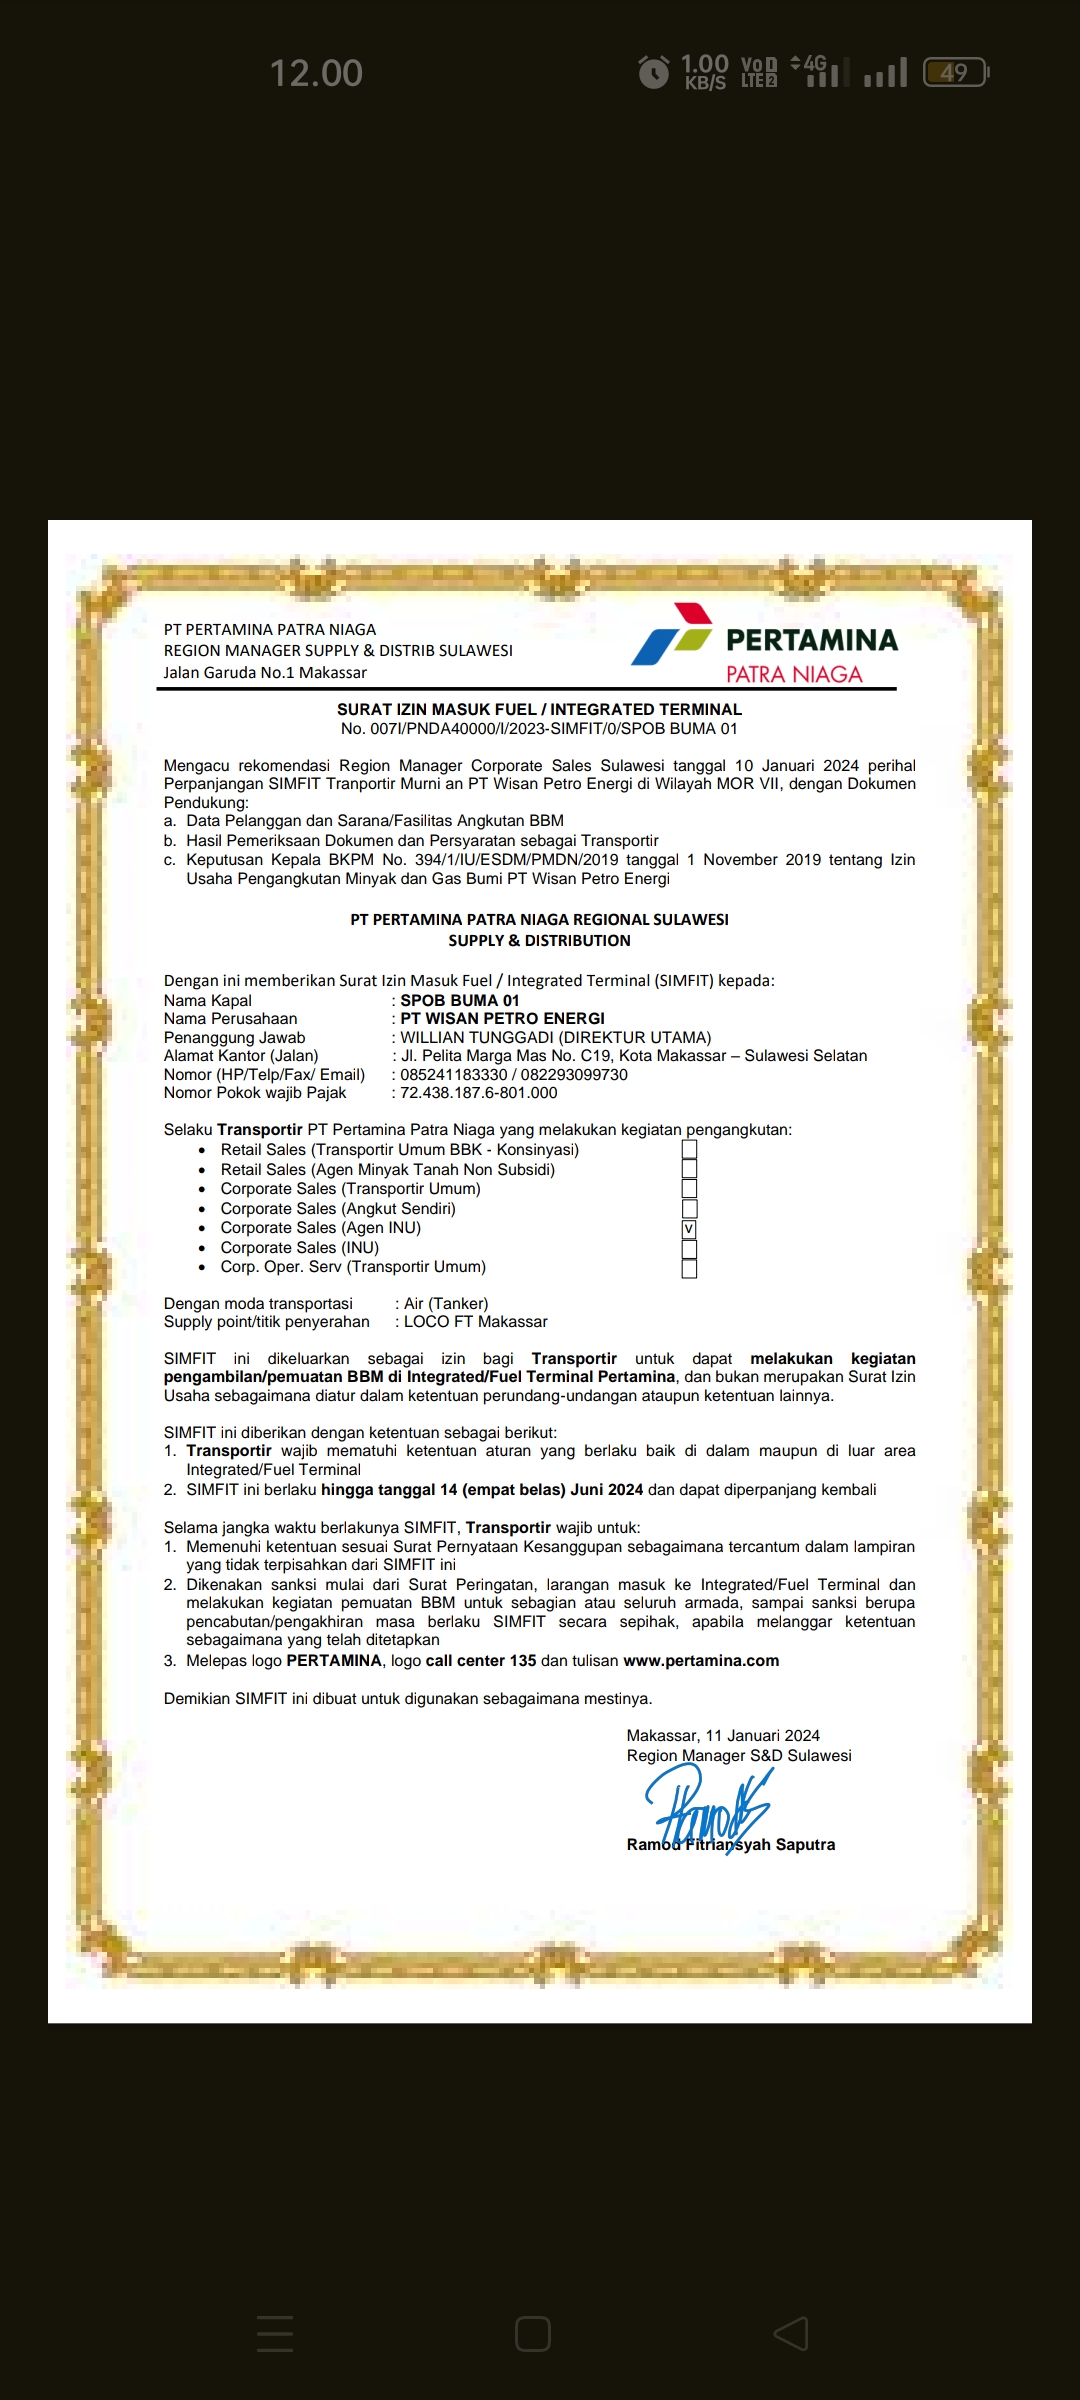 12.00
1.00 KB/S Vo 1 LTE 2 4G 49
PT PERTAMINA PATRA NIAGA
REGION MANAGER SUPPLY & DISTRIB SULAWESI
Jalan Garuda No.1 Makassar
PERTAMINA
PATRA NIAGA
SURAT IZIN MASUK FUEL / INTEGRATED TERMINAL
No. 007I/PNDA40000/I/2023-SIMFIT/0/SPOB BUMA 01
Mengacu rekomendasi Region Manager Corporate Sales Sulawesi tanggal 10 Januari 2024 perihal
Perpanjangan SIMFIT Tranportir Murni an PT Wisan Petro Energi di Wilayah MOR VII, dengan Dokumen
Pendukung:
a. Data Pelanggan dan Sarana/Fasilitas Angkutan BBM
b. Hasil Pemeriksaan Dokumen dan Persyaratan sebagai Transportir
c. Keputusan Kepala BKPM No. 394/1/IU/ESDM/PMDN/2019 tanggal 1 November 2019 tentang Izin
Usaha Pengangkutan Minyak dan Gas Bumi PT Wisan Petro Energi
PT PERTAMINA PATRA NIAGA REGIONAL SULAWESI
SUPPLY & DISTRIBUTION
Dengan ini memberikan Surat Izin Masuk Fuel / Integrated Terminal (SIMFIT) kepada:
Nama Kapal : SPOB BUMA 01
Nama Perusahaan : PT WISAN PETRO ENERGI
Penanggung Jawab : WILLIAN TUNGGADI (DIREKTUR UTAMA)
Alamat Kantor (Jalan) : Jl. Pelita Marga Mas No. C19, Kota Makassar – Sulawesi Selatan
Nomor (HP/Telp/Fax/ Email) : 085241183330 / 082293099730
Nomor Pokok wajib Pajak : 72.438.187.6-801.000
Selaku Transportir PT Pertamina Patra Niaga yang melakukan kegiatan pengangkutan:
• Retail Sales (Transportir Umum BBK - Konsinyasi)
• Retail Sales (Agen Minyak Tanah Non Subsidi)
• Corporate Sales (Transportir Umum)
• Corporate Sales (Angkut Sendiri)
• Corporate Sales (Agen INU) v
• Corporate Sales (INU)
• Corp. Oper. Serv (Transportir Umum)
Dengan moda transportasi : Air (Tanker)
Supply point/titik penyerahan : LOCO FT Makassar
SIMFIT ini dikeluarkan sebagai izin bagi Transportir untuk dapat melakukan kegiatan
pengambilan/pemuatan BBM di Integrated/Fuel Terminal Pertamina, dan bukan merupakan Surat Izin
Usaha sebagaimana diatur dalam ketentuan perundang-undangan ataupun ketentuan lainnya.
SIMFIT ini diberikan dengan ketentuan sebagai berikut:
1. Transportir wajib mematuhi ketentuan aturan yang berlaku baik di dalam maupun di luar area
Integrated/Fuel Terminal
2. SIMFIT ini berlaku hingga tanggal 14 (empat belas) Juni 2024 dan dapat diperpanjang kembali
Selama jangka waktu berlakunya SIMFIT, Transportir wajib untuk:
1. Memenuhi ketentuan sesuai Surat Pernyataan Kesanggupan sebagaimana tercantum dalam lampiran
yang tidak terpisahkan dari SIMFIT ini
2. Dikenakan sanksi mulai dari Surat Peringatan, larangan masuk ke Integrated/Fuel Terminal dan
melakukan kegiatan pemuatan BBM untuk sebagian atau seluruh armada, sampai sanksi berupa
pencabutan/pengakhiran masa berlaku SIMFIT secara sepihak, apabila melanggar ketentuan
sebagaimana yang telah ditetapkan
3. Melepas logo PERTAMINA, logo call center 135 dan tulisan www.pertamina.com
Demikian SIMFIT ini dibuat untuk digunakan sebagaimana mestinya.
Makassar, 11 Januari 2024
Region Manager S&D Sulawesi
Ramod Fitriansyah Saputra